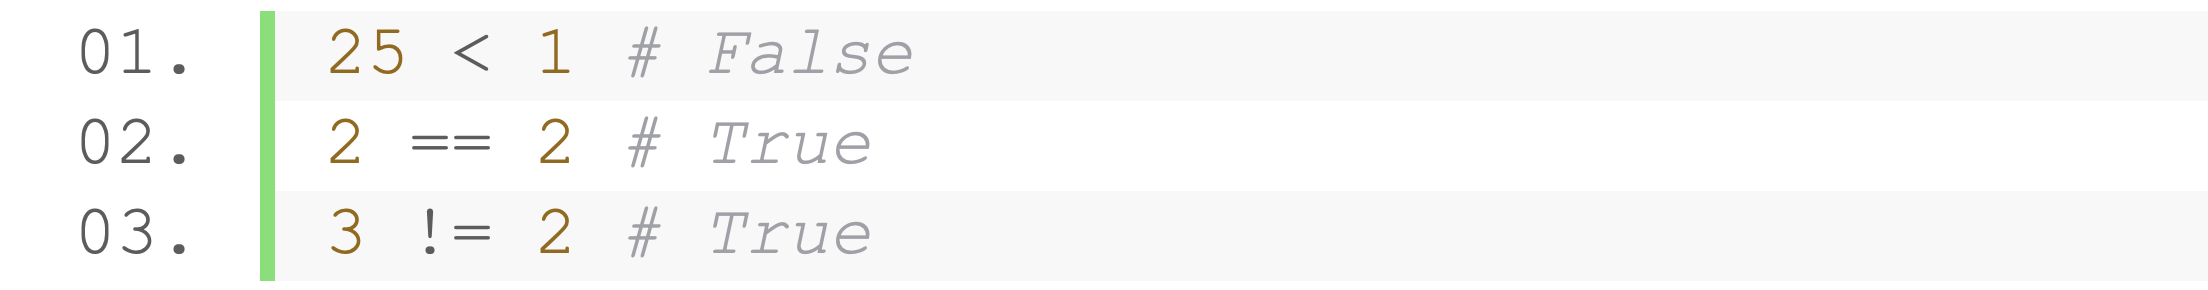 01. 25 < 1 # False
02. 2 == 2 # True
03. 3 != 2 # True